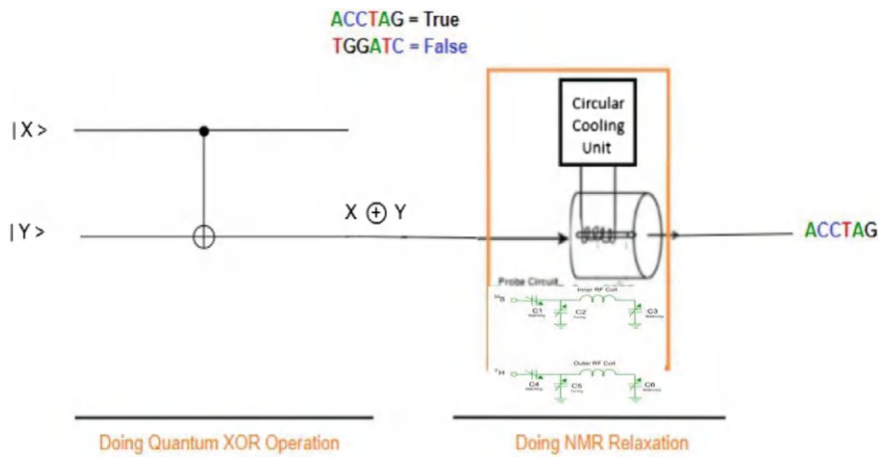 ACCTAG = True
TGGATC = False
Circular
Cooling
Unit
| X >
X ⊕ Y
| Y >
ACCTAG
Probe Circuit
Inner RF Coil
C1
C2
C3
Outer RF Coil
C4
C5
C6
Doing Quantum XOR Operation
Doing NMR Relaxation